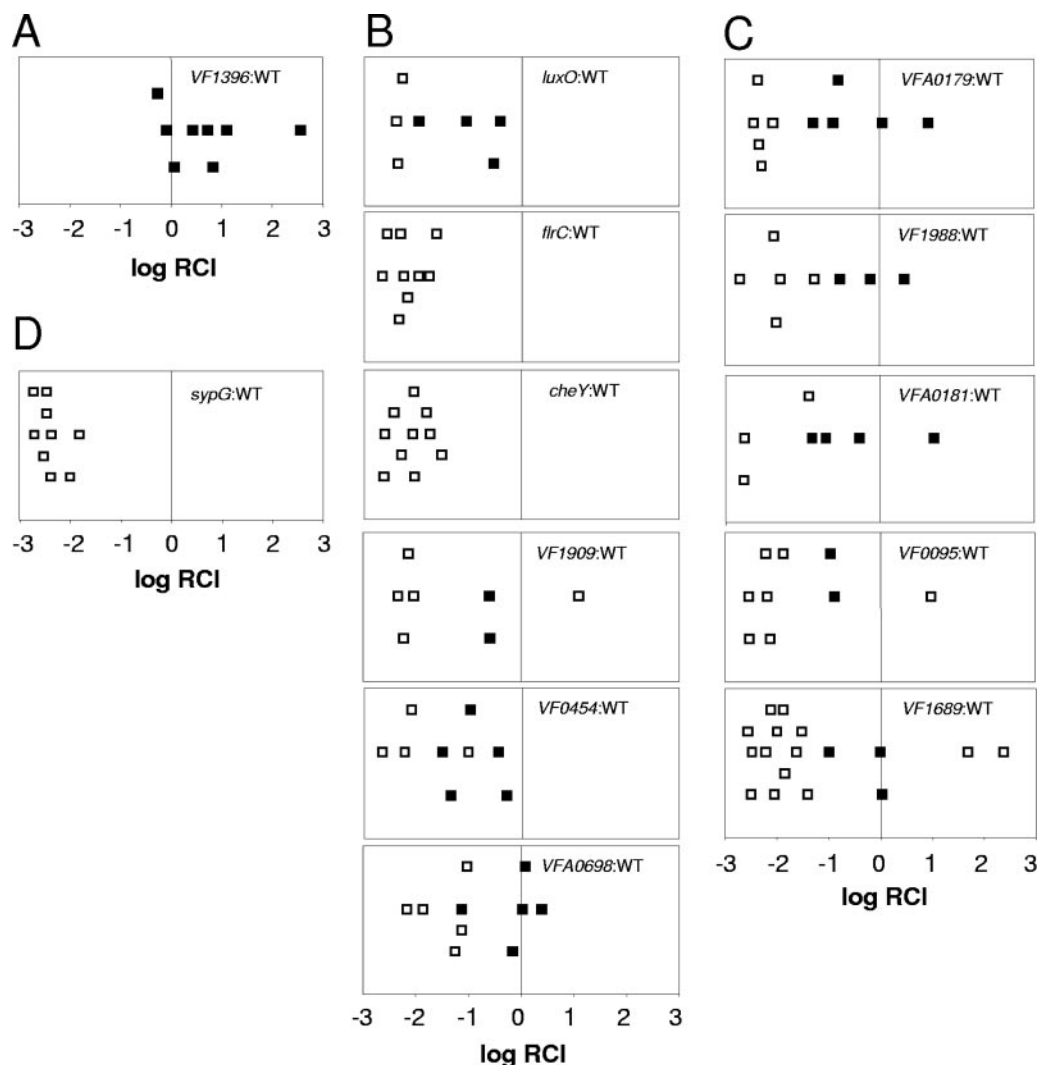 A
VF1396:WT
-3 -2 -1 0 1 2 3
log RCI
D
sypG:WT
-3 -2 -1 0 1 2 3
log RCI
B
luxO:WT
flrC:WT
cheY:WT
VF1909:WT
VF0454:WT
VFA0698:WT
-3 -2 -1 0 1 2 3
log RCI
C
VFA0179:WT
VF1988:WT
VFA0181:WT
VF0095:WT
VF1689:WT
-3 -2 -1 0 1 2 3
log RCI